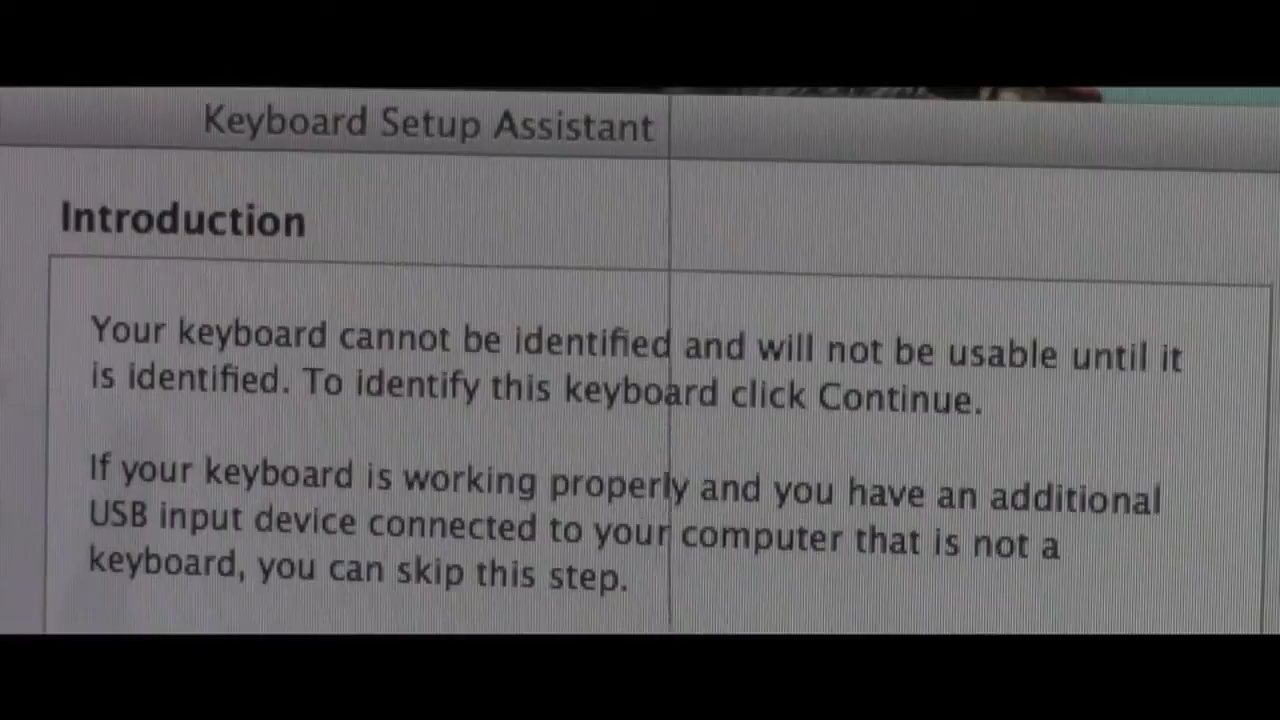 Keyboard Setup Assistant
Introduction
Your keyboard cannot be identified and will not be usable until it
is identified. To identify this keyboard click Continue.
If your keyboard is working properly and you have an additional
USB input device connected to your computer that is not a
keyboard, you can skip this step.